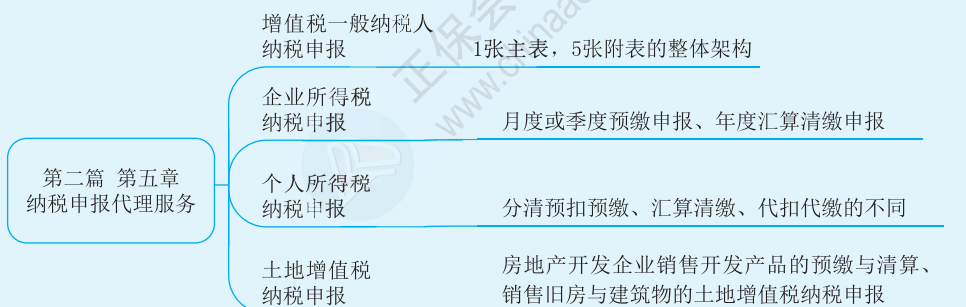 增值税一般纳税人
纳税申报
1张主表，5张附表的整体架构
企业所得税
纳税申报
月度或季度预缴申报、年度汇算清缴申报
第二篇 第五章
纳税申报代理服务
个人所得税
纳税申报
分清预扣预缴、汇算清缴、代扣代缴的不同
土地增值税
纳税申报
房地产开发企业销售开发产品的预缴与清算、
销售旧房与建筑物的土地增值税纳税申报
正保会
www.chinaac